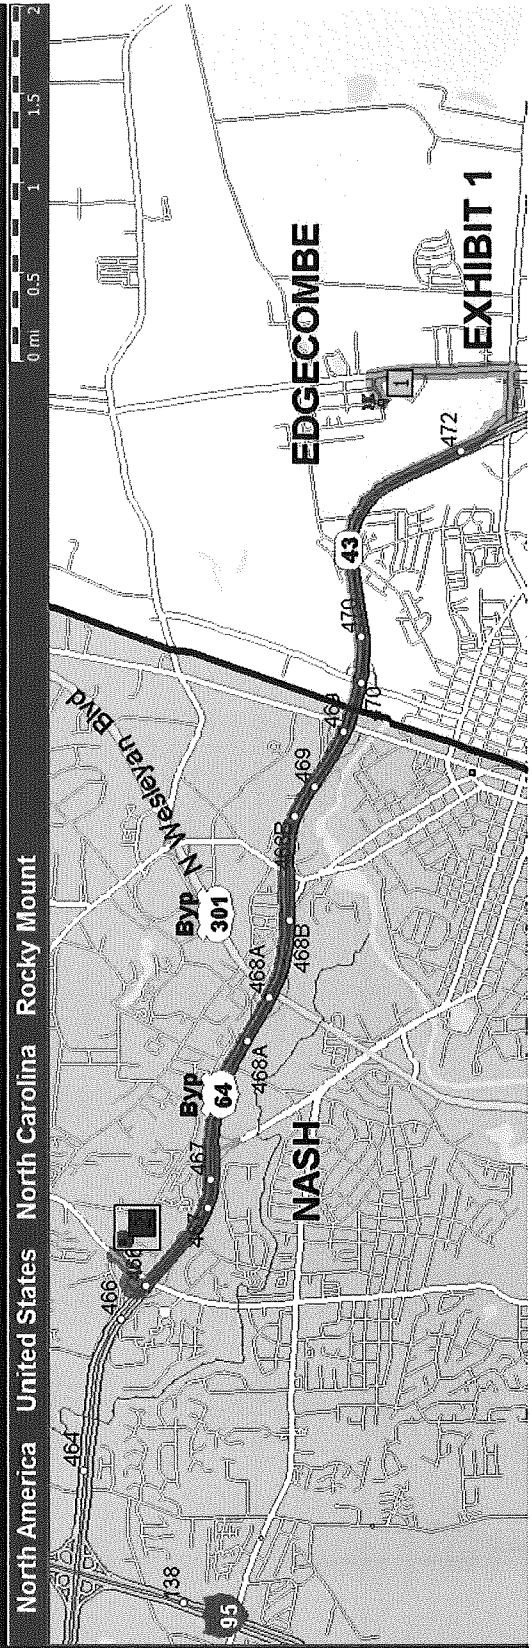 North America United States North Carolina Rocky Mount
0 mi 0.5 1 1.5 2
464
466
467
468A
468A
468B
469
470
472
138
95
Byp
64
Byp
301
N Wesleyan Blvd
43
1
NASH
EDGECOMBE
EXHIBIT 1